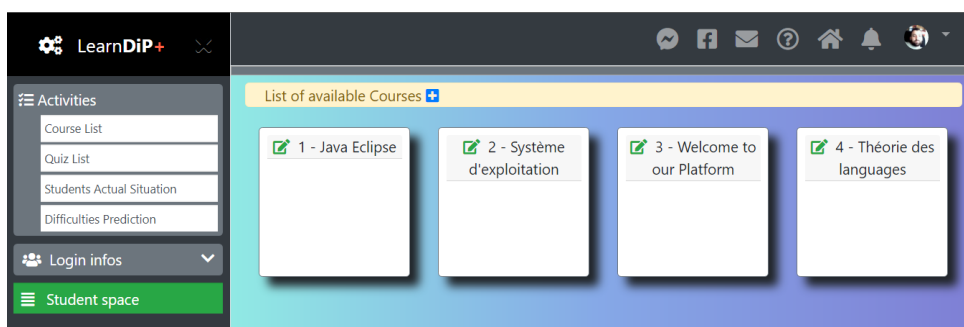 LearnDiP+
Activities
Course List
Quiz List
Students Actual Situation
Difficulties Prediction
Login infos
Student space
List of available Courses
1 - Java Eclipse
2 - Système
d'exploitation
3 - Welcome to
our Platform
4 - Théorie des
languages